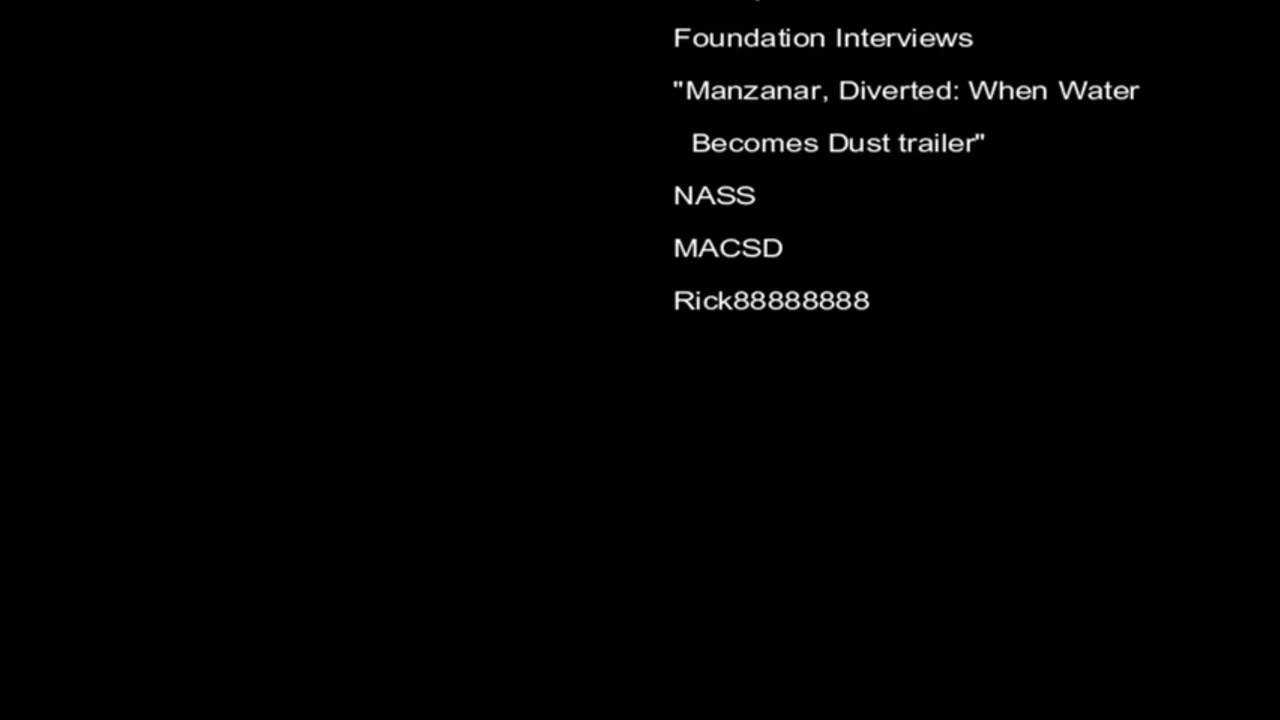 Foundation Interviews
"Manzanar, Diverted: When Water
Becomes Dust trailer"
NASS
MACSD
Rick88888888